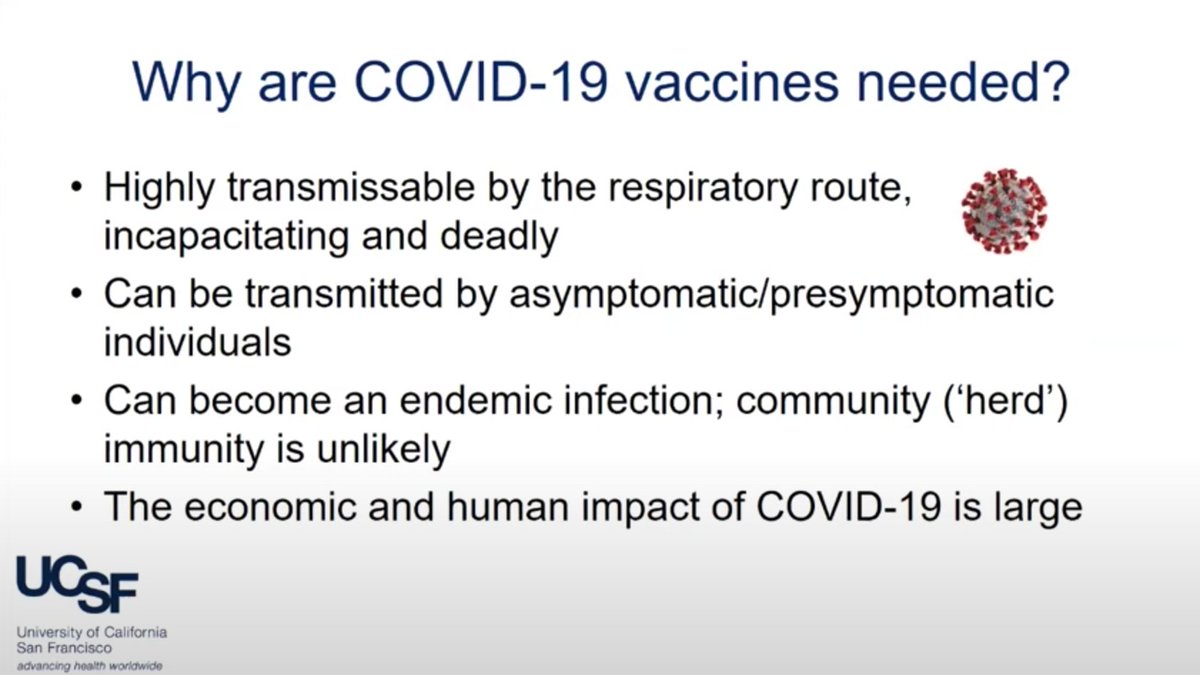 Why are COVID-19 vaccines needed?
• Highly transmissable by the respiratory route,
incapacitating and deadly
• Can be transmitted by asymptomatic/presymptomatic
individuals
• Can become an endemic infection; community (‘herd’)
immunity is unlikely
• The economic and human impact of COVID-19 is large
UCSF
University of California
San Francisco
advancing health worldwide